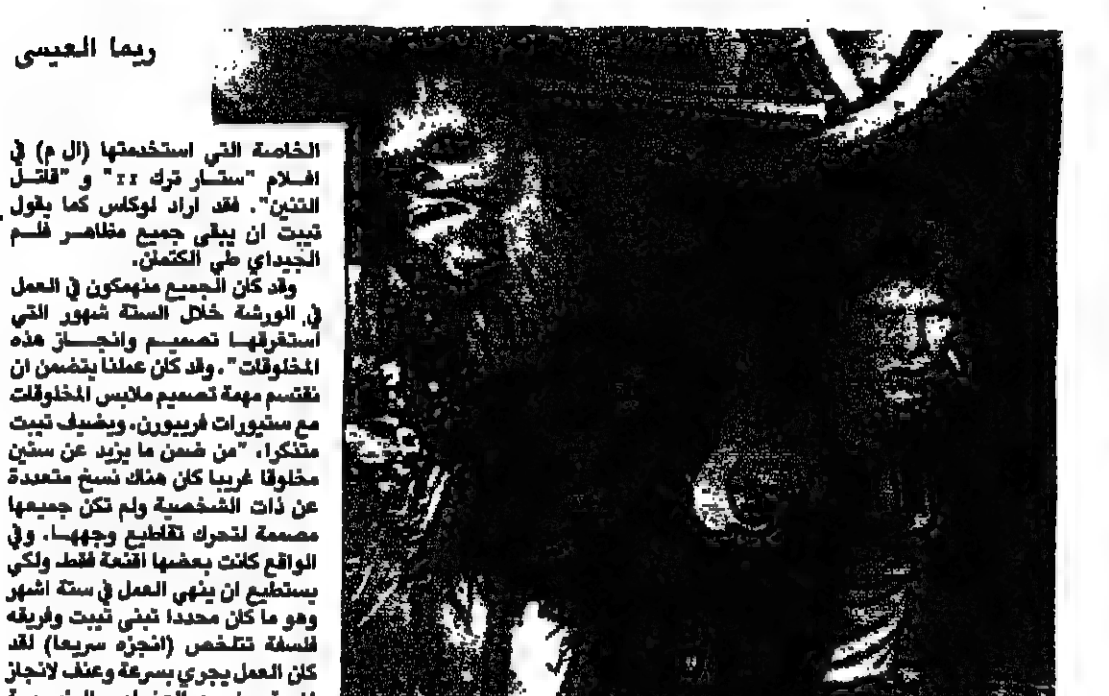 ريما العيسى
الخاصة التي استخدمتها (ال م) في
افلام "ستار ترك II" و "قاتل
التنين". فقد اراد لوكاس كما يقول
تيبت ان يبقى جميع مظاهر فلم
الجيداي طي الكتمان.
وقد كان الجميع منهمكون في العمل
في الورشة خلال الستة شهور التي
استغرقها تصميم وانجاز هذه
المخلوقات". وقد كان عملنا يتضمن ان
نقتسم مهمة تصميم ملابس المخلوقات
مع ستيورات فريبورن. ويضيف تيبت
متذكرا، "من ضمن ما يزيد عن ستين
مخلوقا غريبا كان هناك نسخ متعددة
عن ذات الشخصية ولم تكن جميعها
مصممة لتحرك تقاطيع وجهها. وفي
الواقع كانت بعضها اقنعة فقط ولكي
يستطيع ان ينهي العمل في ستة اشهر
وهو ما كان محددا تبنى تيبت وفريقه
فلسفة تتلخص (انجزه سريعا) لقد
كان العمل يجري بسرعة وعنف لانجاز